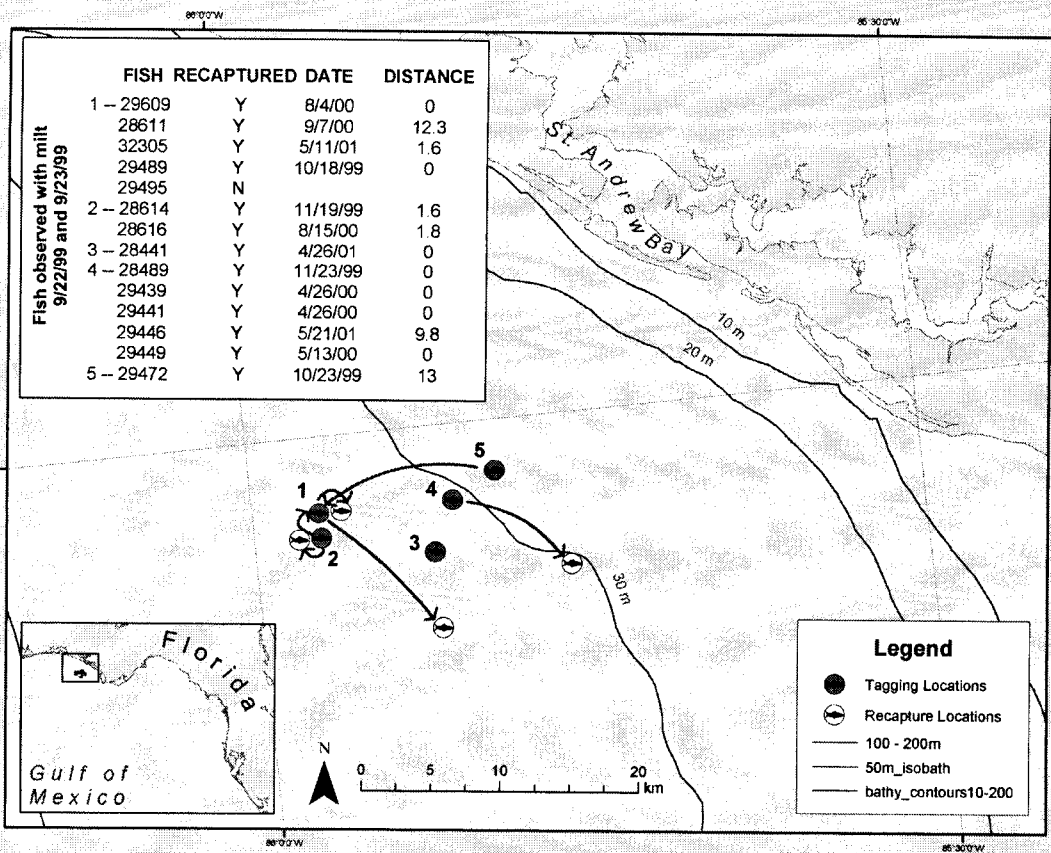 86°0'0"W
85°30'0"W
FISH RECAPTURED DATE DISTANCE
Fish observed with milt
9/22/99 and 9/23/99
1 – 29609 Y 8/4/00 0
28611 Y 9/7/00 12.3
32305 Y 5/11/01 1.6
29489 Y 10/18/99 0
29495 N
2 – 28614 Y 11/19/99 1.6
28616 Y 8/15/00 1.8
3 – 28441 Y 4/26/01 0
4 – 28489 Y 11/23/99 0
29439 Y 4/26/00 0
29441 Y 4/26/00 0
29446 Y 5/21/01 9.8
29449 Y 5/13/00 0
5 – 29472 Y 10/23/99 13
St. Andrew Bay
10 m
20 m
30 m
5
4
1
3
2
Florida
Gulf of
Mexico
N
0 5 10 20
km
Legend
Tagging Locations
Recapture Locations
100 - 200m
50m_isobath
bathy_contours10-200
86°0'0"W
85°30'0"W